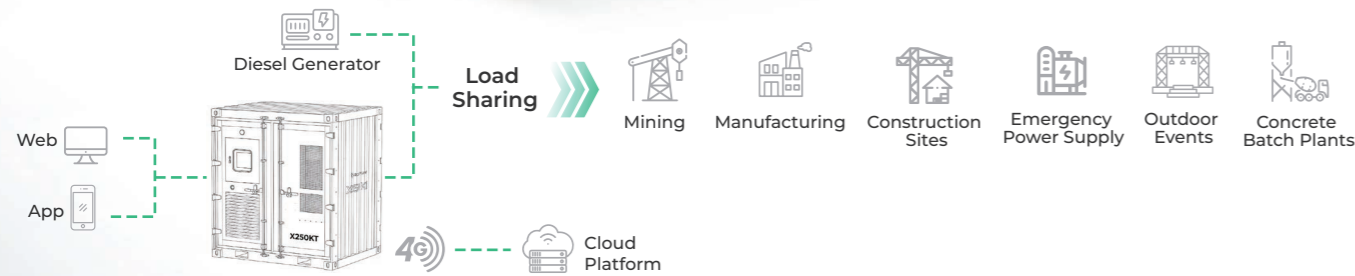 Diesel Generator
Load
Sharing
Mining
Manufacturing
Construction
Sites
Emergency
Power Supply
Outdoor
Events
Concrete
Batch Plants
Web
App
X250KT
4G
Cloud
Platform